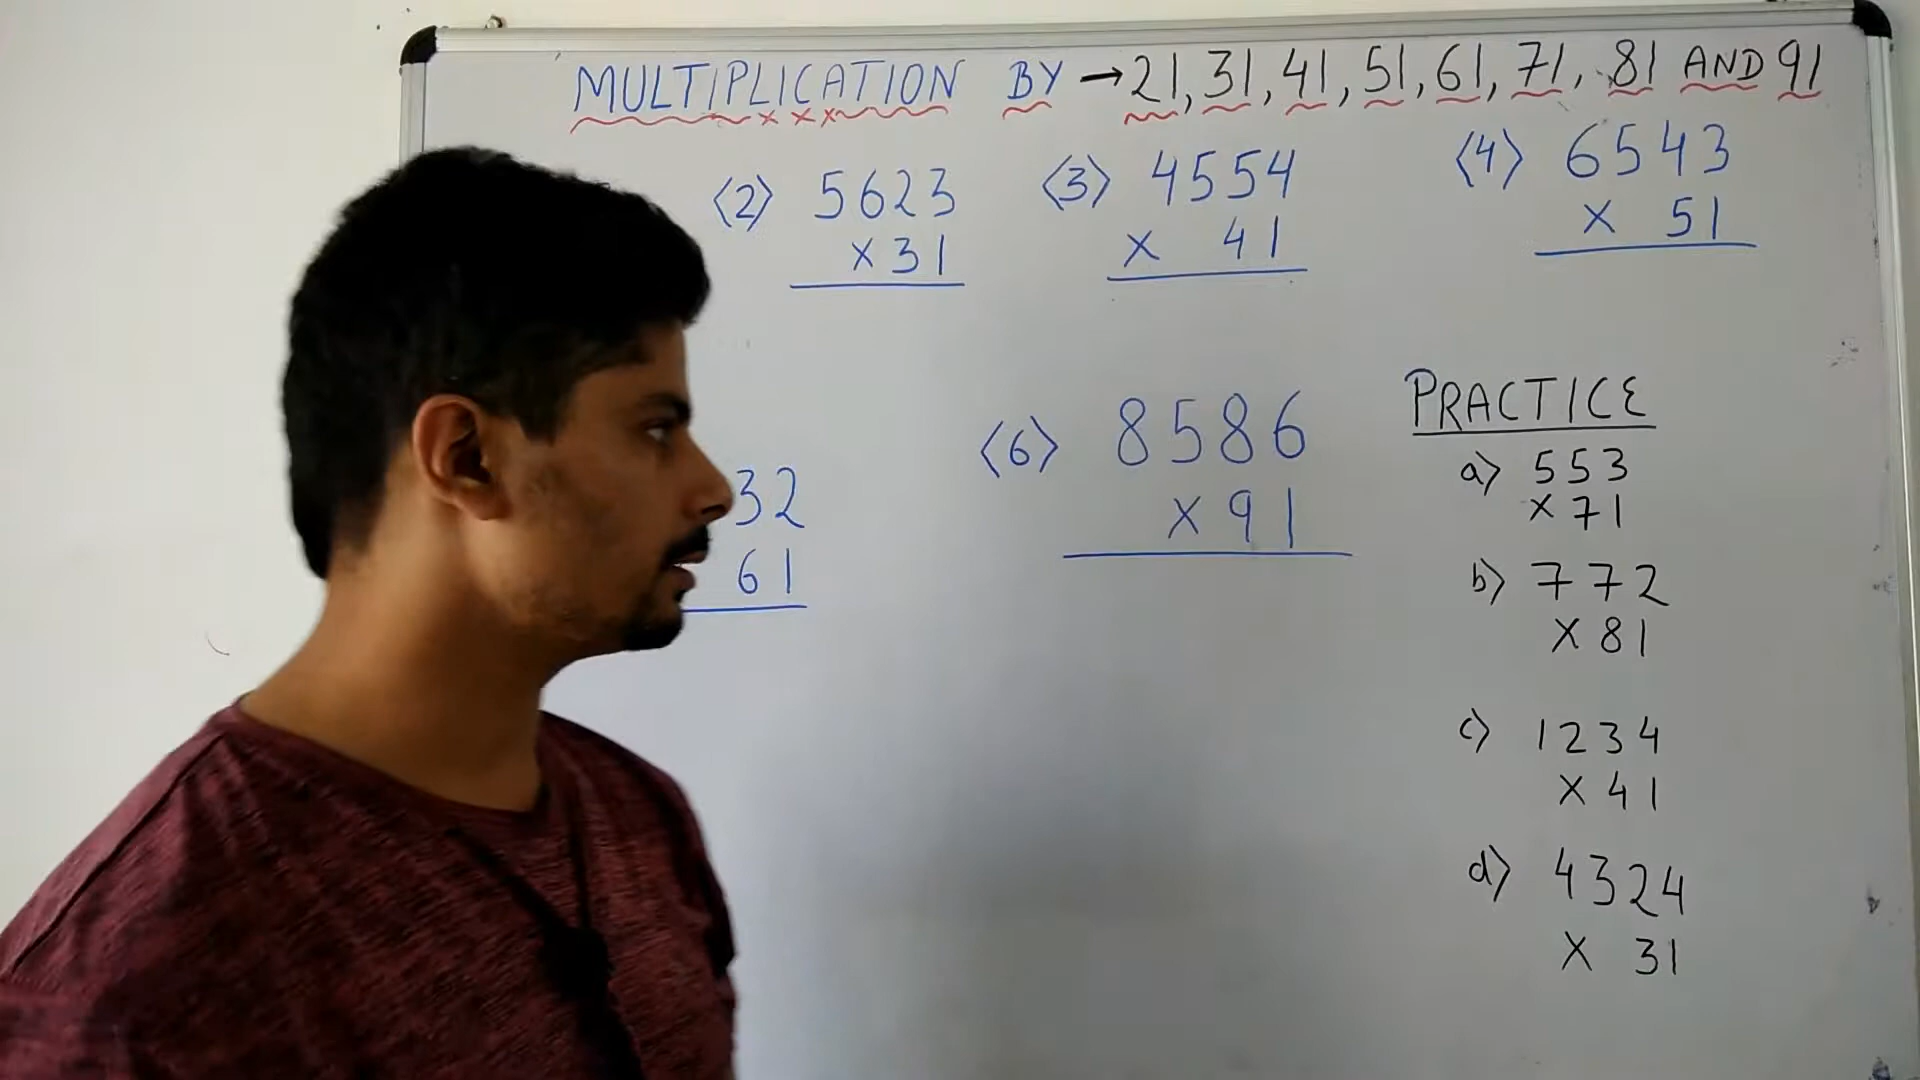 MULTIPLICATION BY → 21, 31, 41, 51, 61, 71, 81 AND 91
⟨2⟩ 5623
× 31
⟨3⟩ 4554
× 41
⟨4⟩ 6543
× 51
32
61
⟨6⟩ 8586
× 91
PRACTICE
a⟩ 553
× 71
b⟩ 772
× 81
c⟩ 1234
× 41
d⟩ 4324
× 31